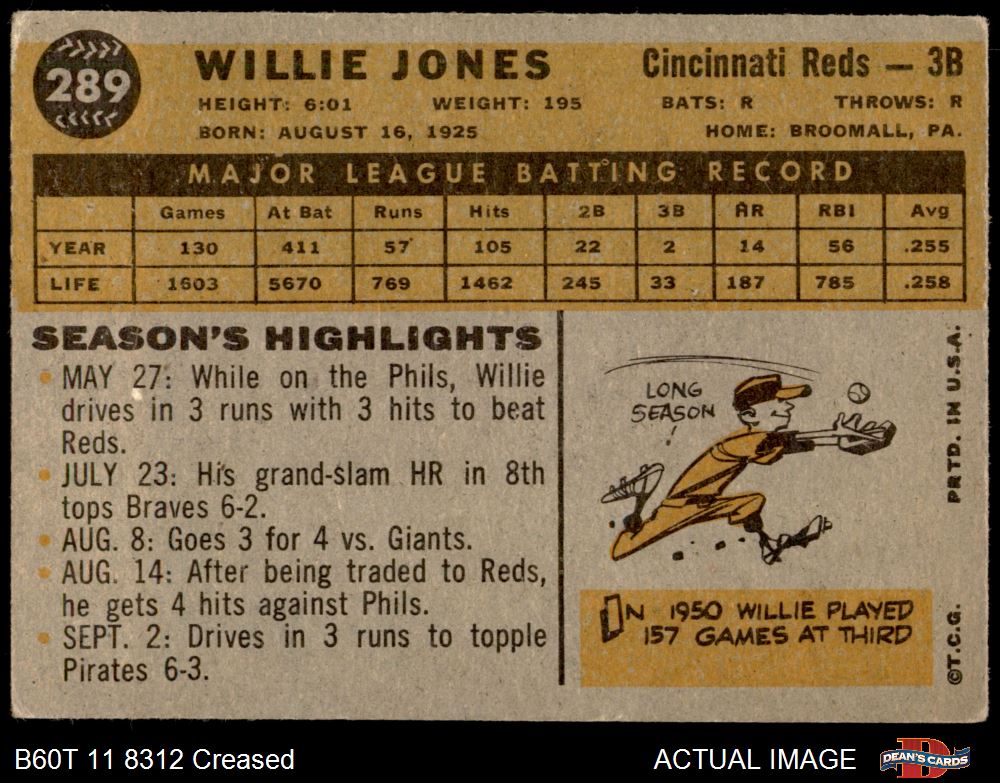 289
WILLIE JONES
Cincinnati Reds — 3B
HEIGHT: 6:01 WEIGHT: 195 BATS: R THROWS: R
BORN: AUGUST 16, 1925 HOME: BROOMALL, PA.
MAJOR LEAGUE BATTING RECORD
Games At Bat Runs Hits 2B 3B HR RBI Avg
YEAR 130 411 57 105 22 2 14 56 .255
LIFE 1603 5670 769 1462 245 33 187 785 .258
SEASON'S HIGHLIGHTS
• MAY 27: While on the Phils, Willie
drives in 3 runs with 3 hits to beat
Reds.
• JULY 23: His grand-slam HR in 8th
tops Braves 6-2.
• AUG. 8: Goes 3 for 4 vs. Giants.
• AUG. 14: After being traded to Reds,
he gets 4 hits against Phils.
• SEPT. 2: Drives in 3 runs to topple
Pirates 6-3.
LONG
SEASON
!
IN 1950 WILLIE PLAYED
157 GAMES AT THIRD
©T.C.G. PRTD. IN U.S.A.
B60T 11 8312 Creased
ACTUAL IMAGE
DEAN'S CARDS